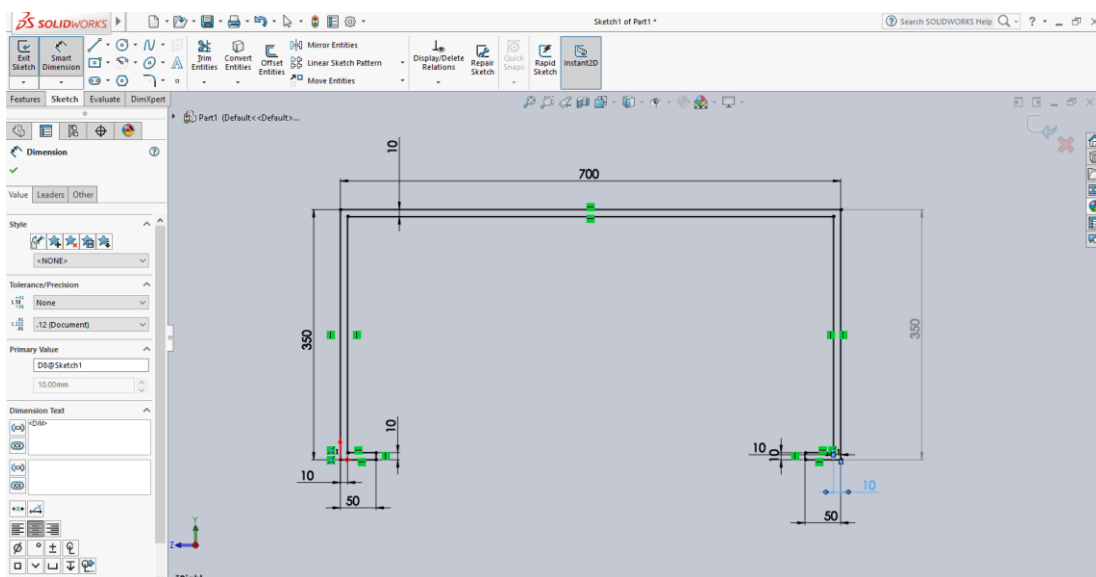 SOLIDWORKS
Sketch1 of Part1 *
Search SOLIDWORKS Help
?
Exit Sketch
Smart Dimension
Trim Entities
Convert Entities
Offset Entities
Mirror Entities
Linear Sketch Pattern
Move Entities
Display/Delete Relations
Repair Sketch
Quick Snaps
Rapid Sketch
Instant2D
Features Sketch Evaluate DimXpert
Part1 (Default<<Default>...
Dimension
Value Leaders Other
Style
<NONE>
Tolerance/Precision
None
.12 (Document)
Primary Value
D8@Sketch1
10.00mm
Dimension Text
<DIM>
10
700
350
350
10
10
50
10
10
10
50
Y
Z